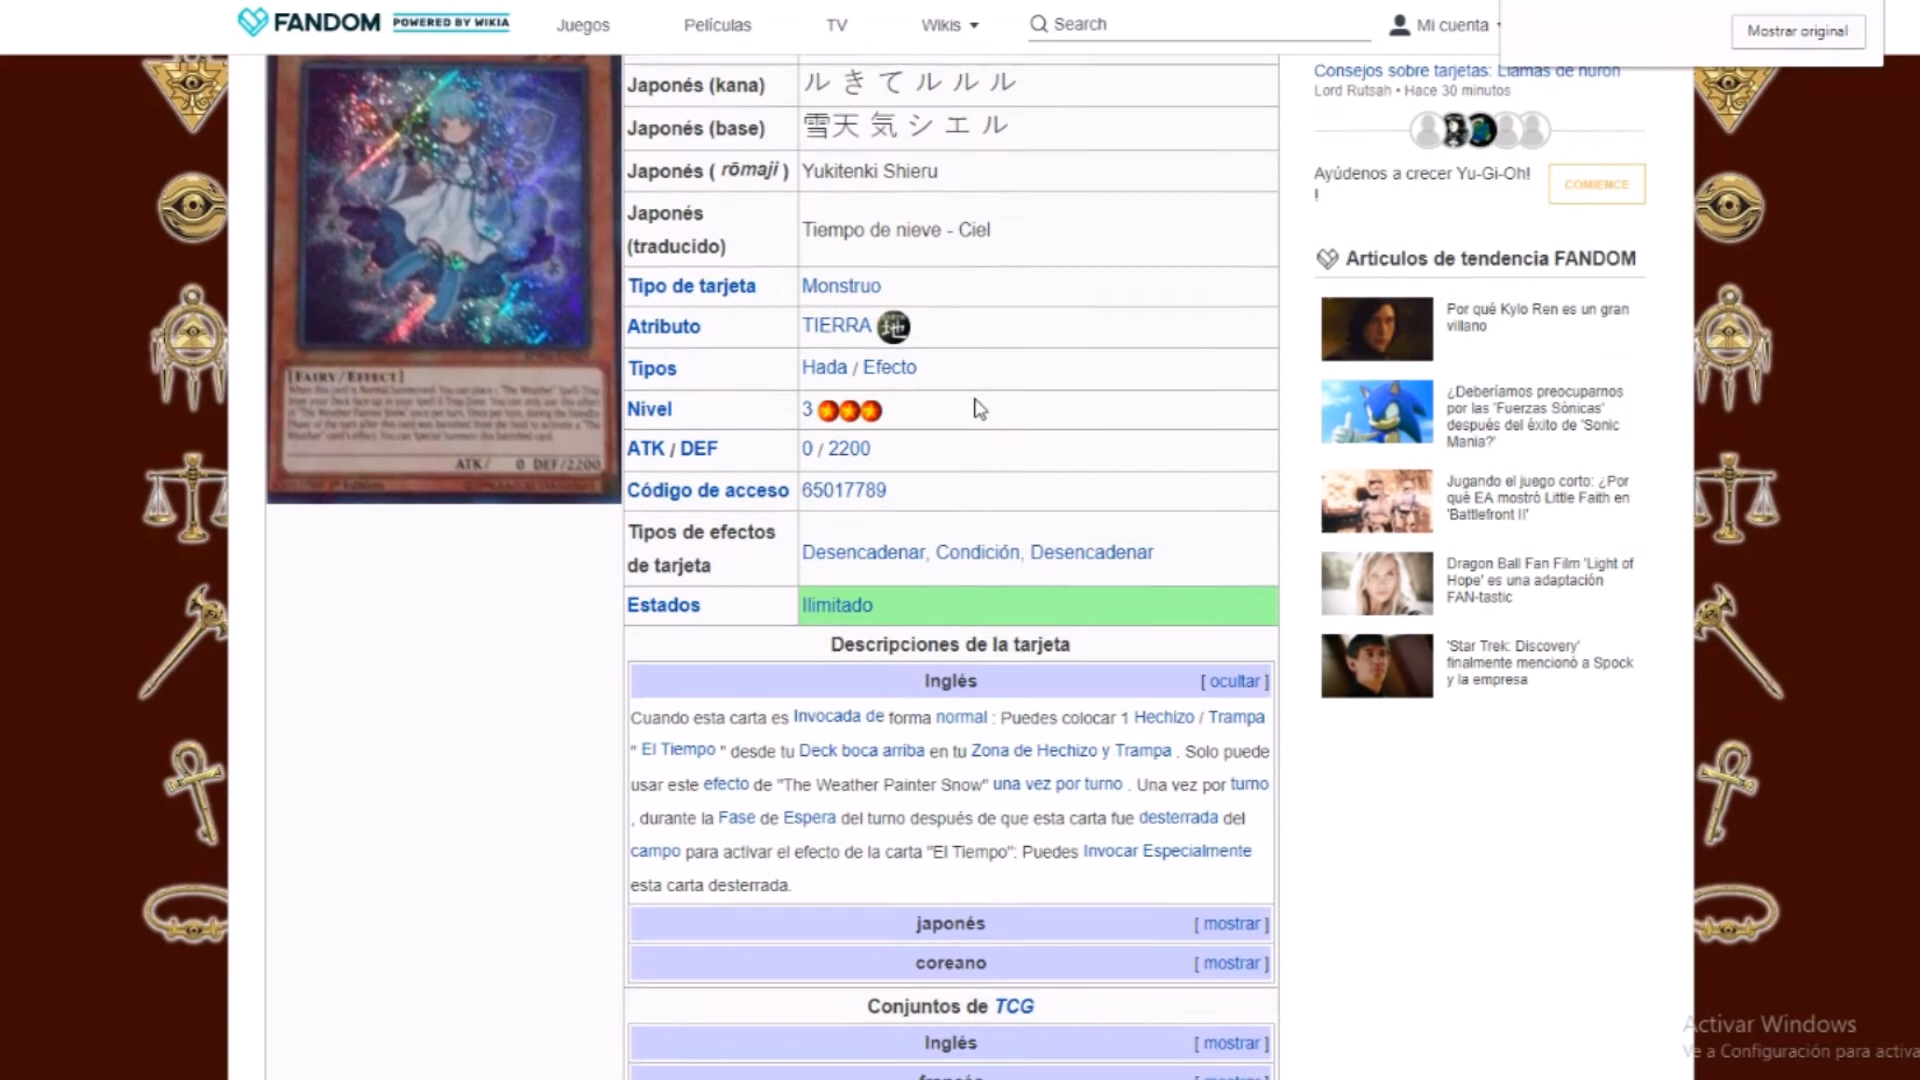 FANDOM POWERED BY WIKIA Juegos Películas TV Wikis Search Mi cuenta Mostrar original
Japonés (kana) ル き て ル ル ル
Japonés (base) 雪天 気 シ エ ル
Japonés ( rōmaji ) Yukitenki Shieru
Japonés (traducido) Tiempo de nieve - Ciel
Tipo de tarjeta Monstruo
Atributo TIERRA 地
Tipos Hada / Efecto
Nivel 3
ATK / DEF 0 / 2200
Código de acceso 65017789
Tipos de efectos de tarjeta Desencadenar, Condición, Desencadenar
Estados Ilimitado
Descripciones de la tarjeta
Inglés [ ocultar ]
Cuando esta carta es Invocada de forma normal : Puedes colocar 1 Hechizo / Trampa
" El Tiempo " desde tu Deck boca arriba en tu Zona de Hechizo y Trampa . Solo puede
usar este efecto de "The Weather Painter Snow" una vez por turno . Una vez por turno
, durante la Fase de Espera del turno después de que esta carta fue desterrada del
campo para activar el efecto de la carta "El Tiempo": Puedes Invocar Especialmente
esta carta desterrada.
japonés [ mostrar ]
coreano [ mostrar ]
Conjuntos de TCG
Inglés [ mostrar ]
[FAIRY/EFFECT]
ATK/ 0 DEF/2200
Consejos sobre tarjetas: Llamas de hurón
Lord Rutsah • Hace 30 minutos
Ayúdenos a crecer Yu-Gi-Oh!
!
COMIENCE
Articulos de tendencia FANDOM
Por qué Kylo Ren es un gran
villano
¿Deberíamos preocuparnos
por las 'Fuerzas Sónicas'
después del éxito de 'Sonic
Mania?'
Jugando el juego corto: ¿Por
qué EA mostró Little Faith en
'Battlefront II'
Dragon Ball Fan Film 'Light of
Hope' es una adaptación
FAN-tastic
'Star Trek: Discovery'
finalmente mencionó a Spock
y la empresa
Activar Windows
Ve a Configuración para activa